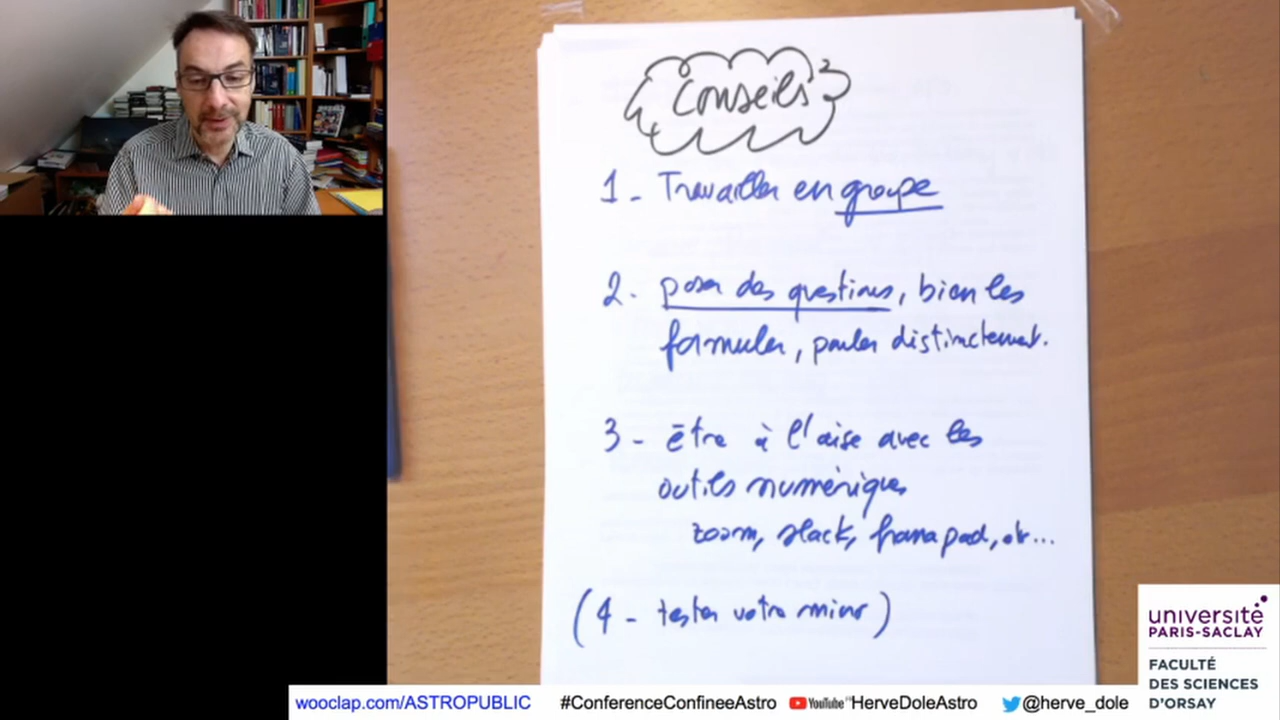 Conseils
1 - Travailler en groupe
2 - poser des questions, bien les
formuler, parler distinctement.
3 - être à l'aise avec les
outils numériques
zoom, slack, framapad, etc...
(4 - tester votre micro)
université
PARIS-SACLAY
FACULTÉ
DES SCIENCES
D'ORSAY
wooclap.com/ASTROPUBLIC #ConferenceConfineeAstro YouTube HerveDoleAstro @herve_dole